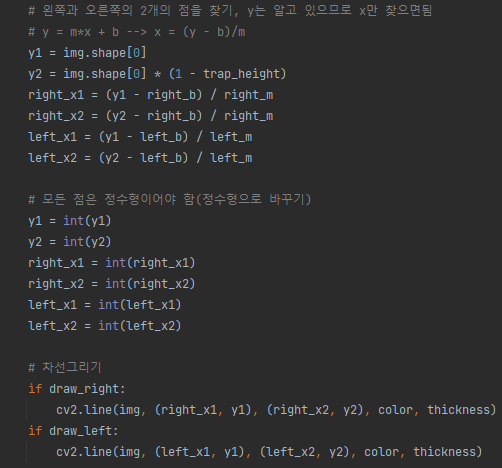 # 왼쪽과 오른쪽의 2개의 점을 찾기, y는 알고 있으므로 x만 찾으면됨
# y = m*x + b --> x = (y - b)/m
y1 = img.shape[0]
y2 = img.shape[0] * (1 - trap_height)
right_x1 = (y1 - right_b) / right_m
right_x2 = (y2 - right_b) / right_m
left_x1 = (y1 - left_b) / left_m
left_x2 = (y2 - left_b) / left_m
# 모든 점은 정수형이어야 함(정수형으로 바꾸기)
y1 = int(y1)
y2 = int(y2)
right_x1 = int(right_x1)
right_x2 = int(right_x2)
left_x1 = int(left_x1)
left_x2 = int(left_x2)
# 차선그리기
if draw_right:
cv2.line(img, (right_x1, y1), (right_x2, y2), color, thickness)
if draw_left:
cv2.line(img, (left_x1, y1), (left_x2, y2), color, thickness)